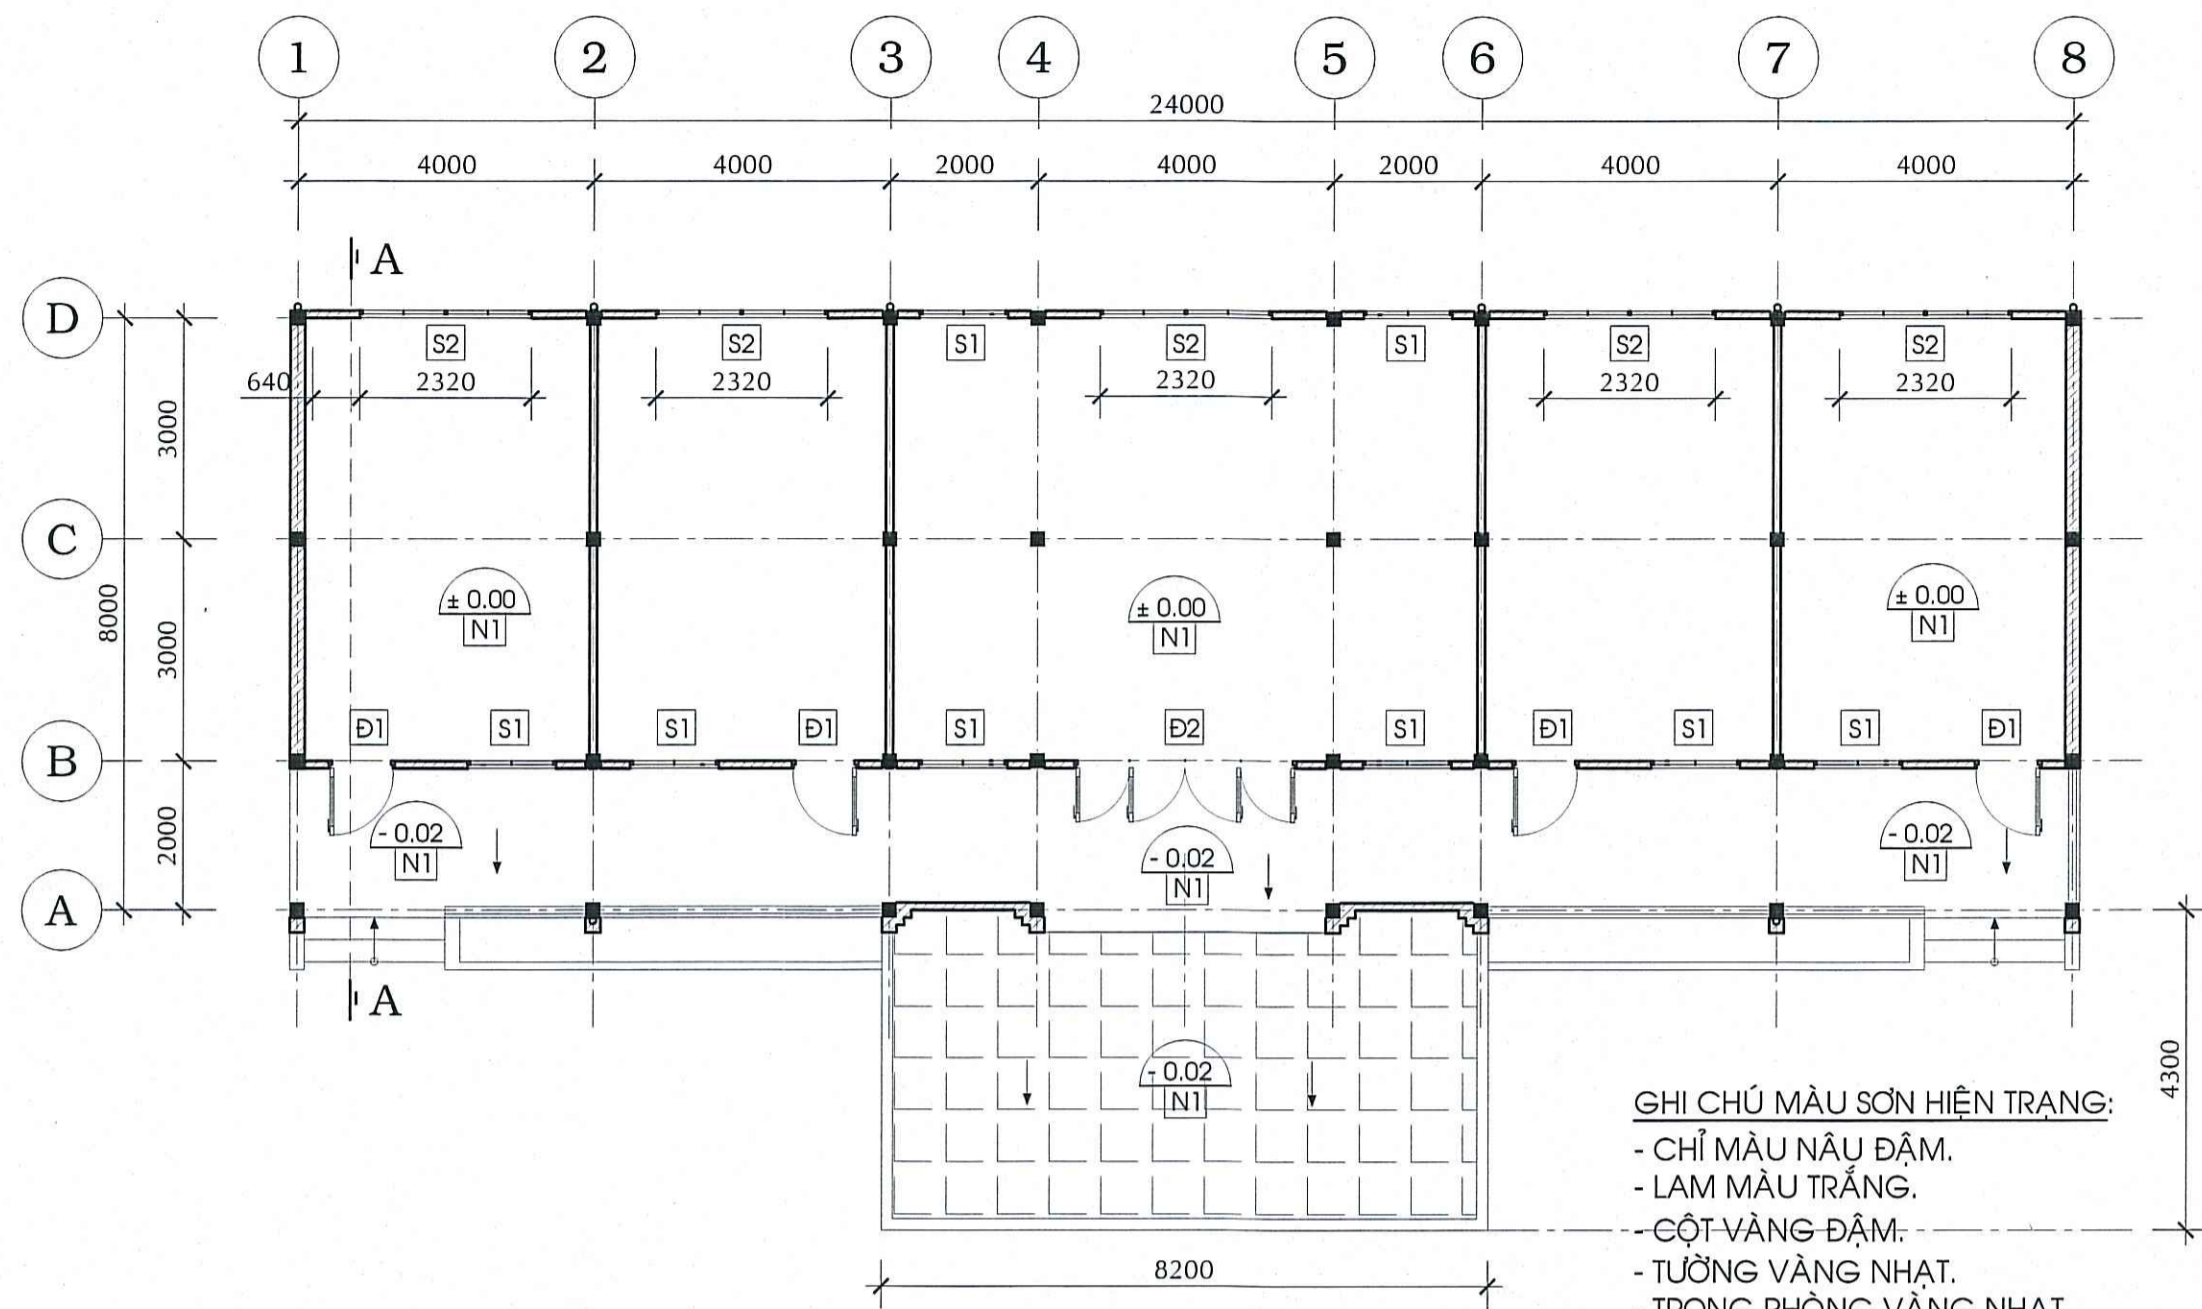 1 2 3 4 5 6 7 8
24000
4000 4000 2000 4000 2000 4000 4000
A
D
S2 S2 S1 S2 S1 S2 S2
640 2320 2320 2320 2320 2320
3000
C
± 0.00 ± 0.00 ± 0.00
N1 N1 N1
8000
3000
Đ1 S1 S1 Đ1 S1 Đ2 S1 Đ1 S1 S1 Đ1
B
- 0.02 - 0.02 - 0.02
N1 N1 N1
2000
A
A
- 0.02
N1
4300
GHI CHÚ MÀU SƠN HIỆN TRẠNG:
- CHỈ MÀU NÂU ĐẬM.
- LAM MÀU TRẮNG.
- CỘT VÀNG ĐẬM.
- TƯỜNG VÀNG NHẠT.
- TRONG PHÒNG VÀNG NHẠT
8200